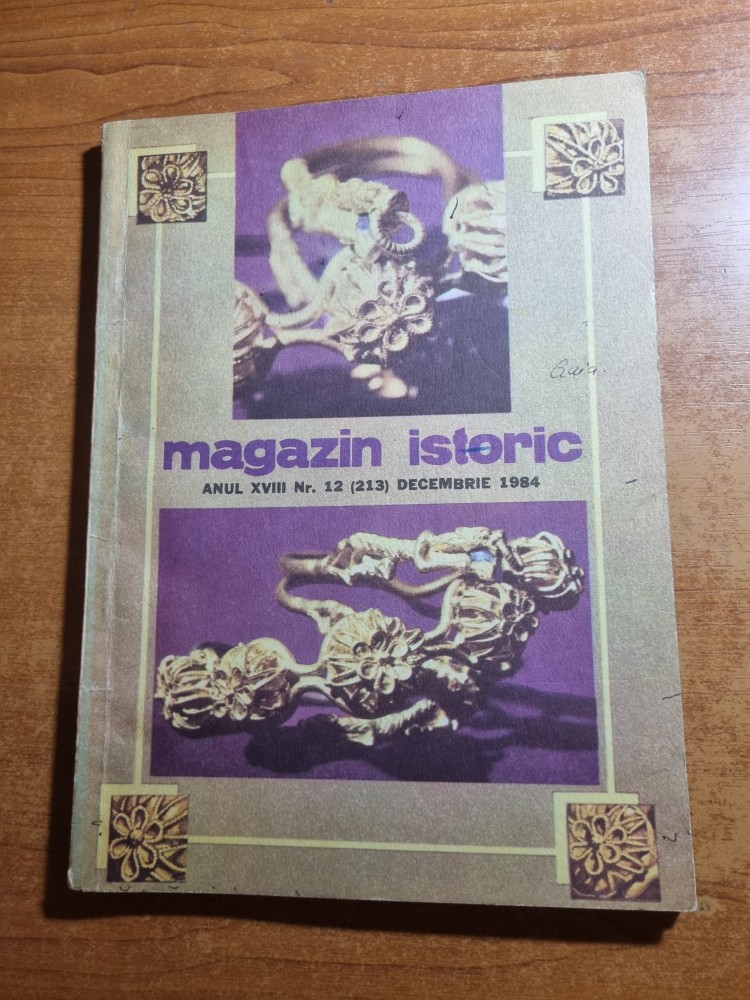 magazin istoric
ANUL XVIII Nr. 12 (213) DECEMBRIE 1984